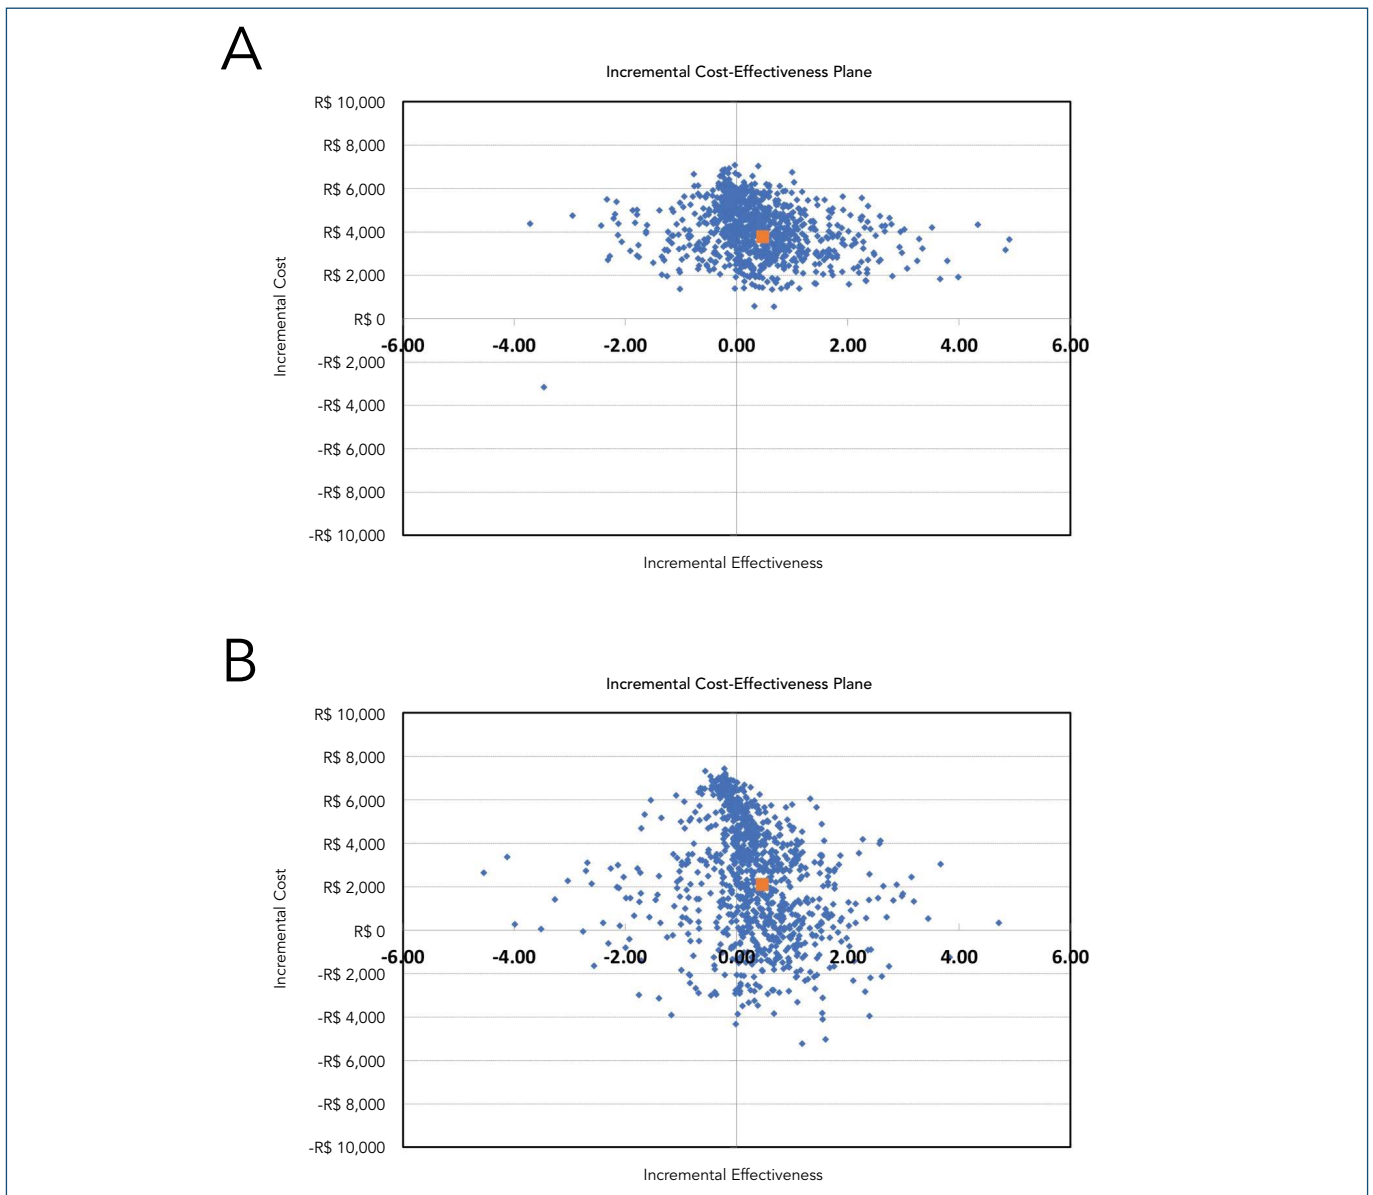 A
Incremental Cost-Effectiveness Plane
R$ 10,000
R$ 8,000
R$ 6,000
R$ 4,000
R$ 2,000
R$ 0
-6.00 -4.00 -2.00 0.00 2.00 4.00 6.00
-R$ 2,000
-R$ 4,000
-R$ 6,000
-R$ 8,000
-R$ 10,000
Incremental Cost
Incremental Effectiveness
B
Incremental Cost-Effectiveness Plane
R$ 10,000
R$ 8,000
R$ 6,000
R$ 4,000
R$ 2,000
R$ 0
-6.00 -4.00 -2.00 0.00 2.00 4.00 6.00
-R$ 2,000
-R$ 4,000
-R$ 6,000
-R$ 8,000
-R$ 10,000
Incremental Cost
Incremental Effectiveness